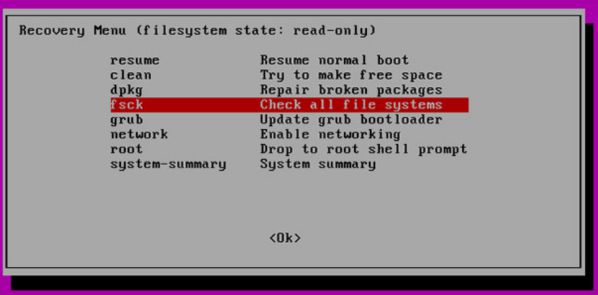 Recovery Menu (filesystem state: read-only)
resume Resume normal boot
clean Try to make free space
dpkg Repair broken packages
fsck Check all file systems
grub Update grub bootloader
network Enable networking
root Drop to root shell prompt
system-summary System summary
<Ok>